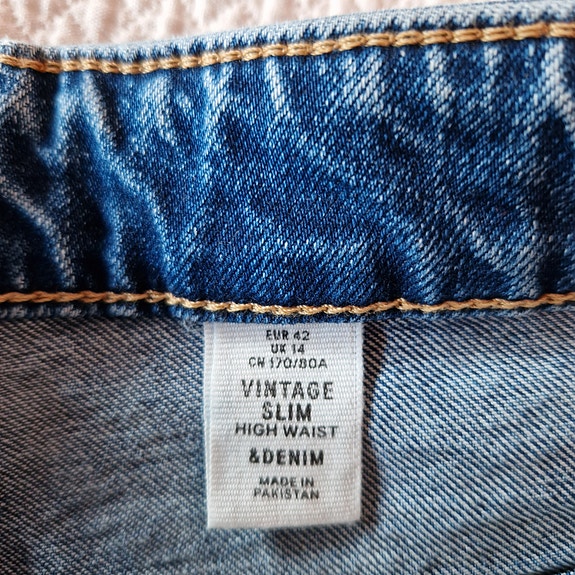 EUR 42
UK 14
CN 170/80A
VINTAGE
SLIM
HIGH WAIST
&DENIM
MADE IN
PAKISTAN